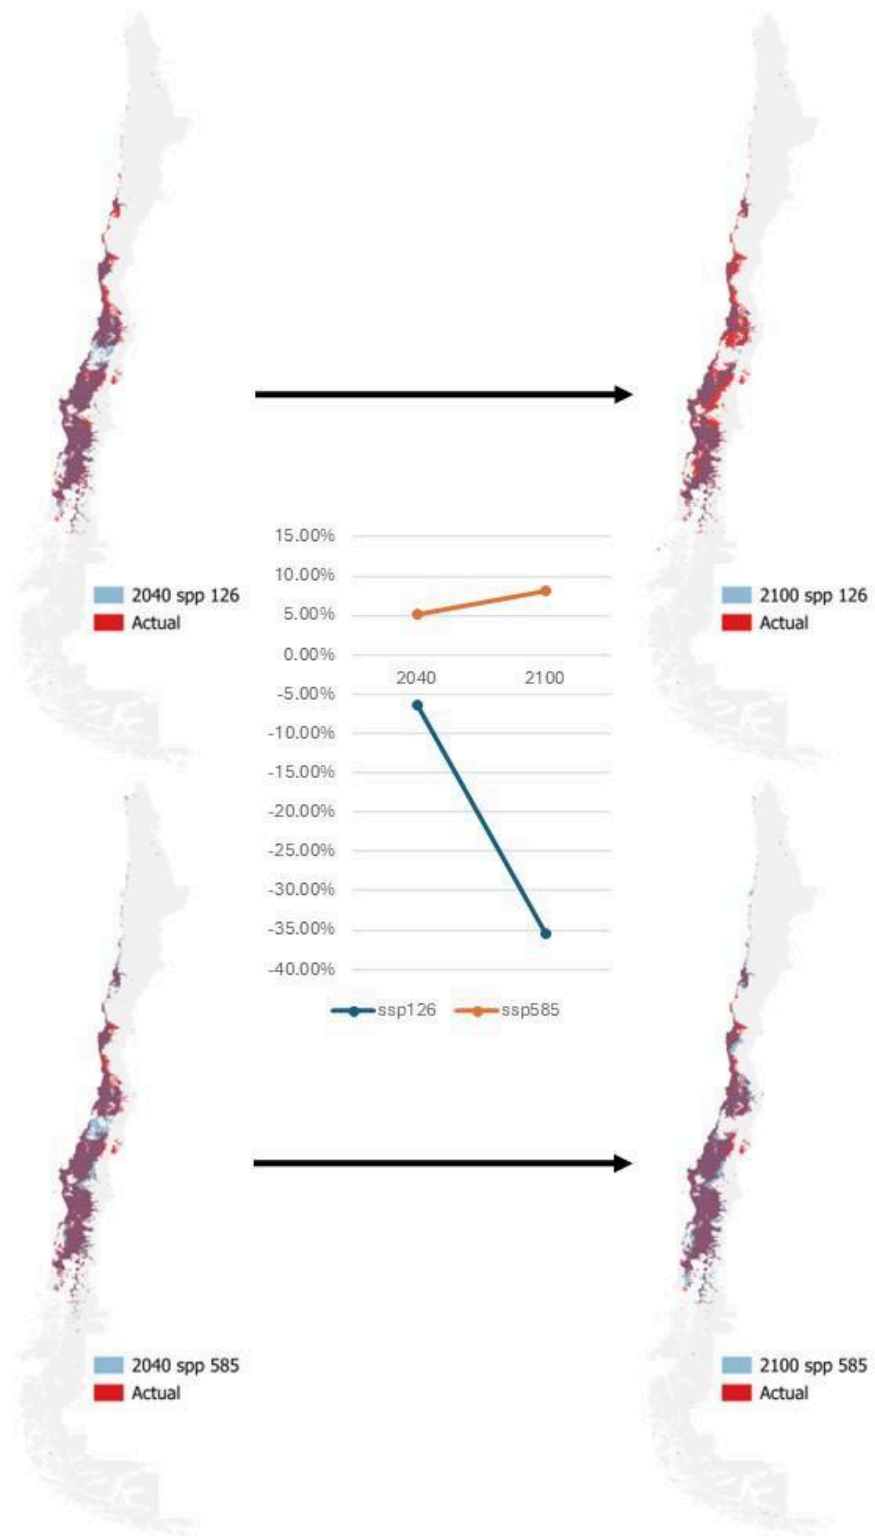 2040 spp 126
Actual
2100 spp 126
Actual
15.00%
10.00%
5.00%
0.00%
2040 2100
-5.00%
-10.00%
-15.00%
-20.00%
-25.00%
-30.00%
-35.00%
-40.00%
ssp126 ssp585
2040 spp 585
Actual
2100 spp 585
Actual